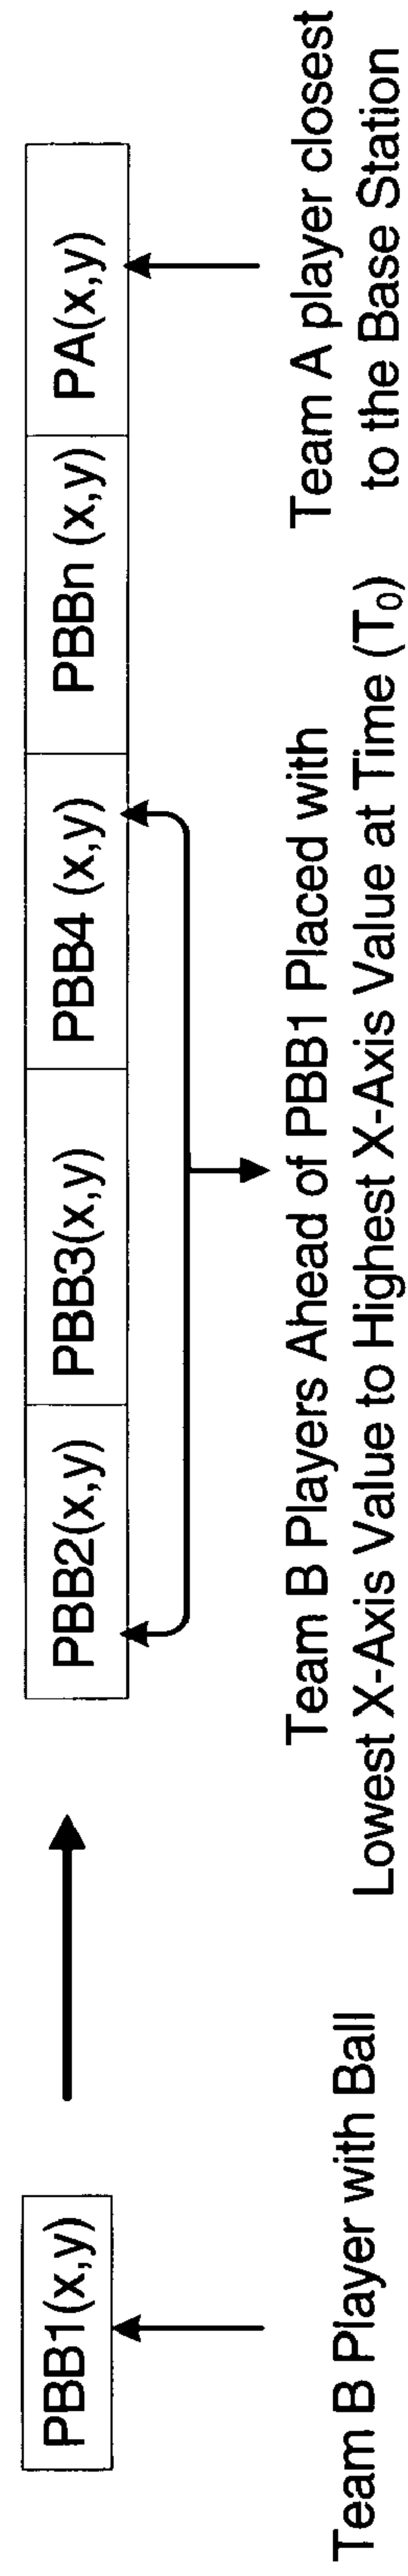 PBB1(x,y)
PBB2(x,y)
PBB3(x,y)
PBB4 (x,y)
PBBn (x,y)
PA(x,y)
Team B Player with Ball
Team B Players Ahead of PBB1 Placed with
Lowest X-Axis Value to Highest X-Axis Value at Time (T₀)
Team A player closest
to the Base Station